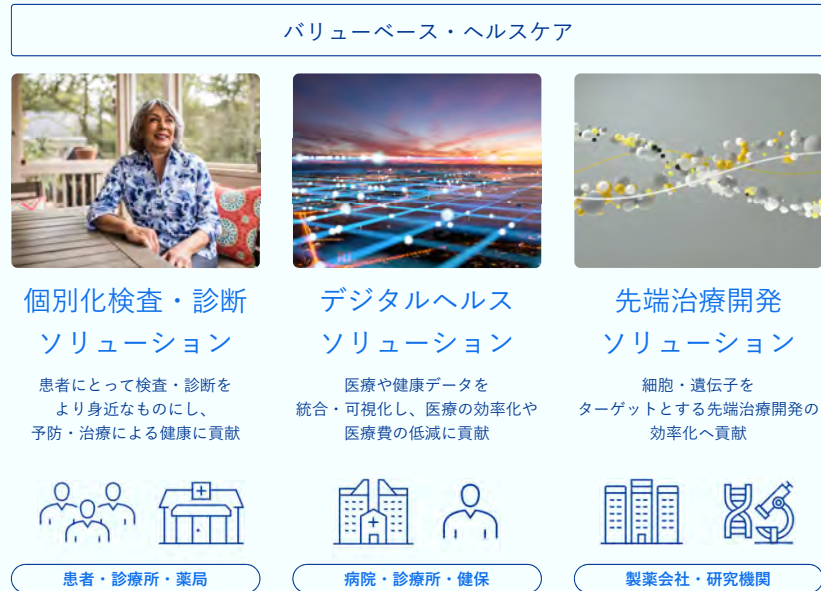 バリューベース・ヘルスケア
個別化検査・診断
ソリューション
患者にとって検査・診断を
より身近なものにし、
予防・治療による健康に貢献
患者・診療所・薬局
デジタルヘルス
ソリューション
医療や健康データを
統合・可視化し、医療の効率化や
医療費の低減に貢献
病院・診療所・健保
先端治療開発
ソリューション
細胞・遺伝子を
ターゲットとする先端治療開発の
効率化へ貢献
製薬会社・研究機関